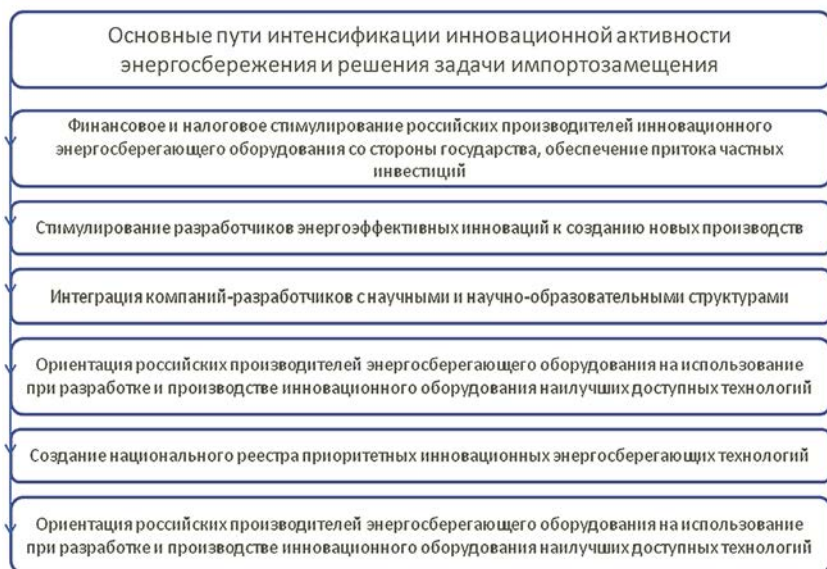 Основные пути интенсификации инновационной активности
энергосбережения и решения задачи импортозамещения
Финансовое и налоговое стимулирование российских производителей инновационного
энергосберегающего оборудования со стороны государства, обеспечение притока частных
инвестиций
Стимулирование разработчиков энергоэффективных инноваций к созданию новых производств
Интеграция компаний-разработчиков с научными и научно-образовательными структурами
Ориентация российских производителей энергосберегающего оборудования на использование
при разработке и производстве инновационного оборудования наилучших доступных технологий
Создание национального реестра приоритетных инновационных энергосберегающих технологий
Ориентация российских производителей энергосберегающего оборудования на использование
при разработке и производстве инновационного оборудования наилучших доступных технологий